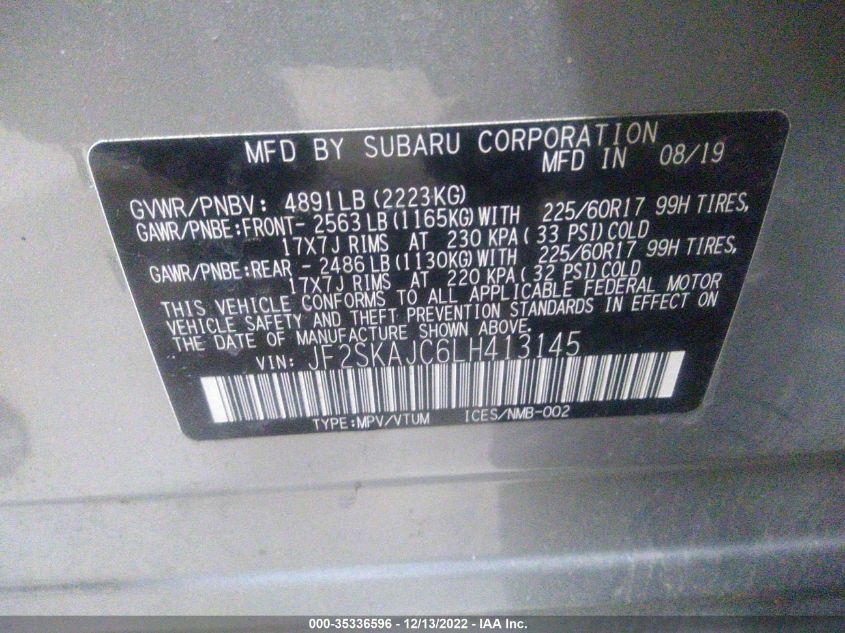 MFD BY SUBARU CORPORATION
MFD IN 08/19
GVWR/PNBV: 4891LB (2223KG)
GAWR/PNBE:FRONT- 2563LB (1165KG) WITH 225/60R17 99H TIRES,
17X7J RIMS AT 230 KPA ( 33 PSI) COLD
GAWR/PNBE:REAR - 2486LB (1130KG) WITH 225/60R17 99H TIRES,
17X7J RIMS AT 220 KPA ( 32 PSI) COLD
THIS VEHICLE CONFORMS TO ALL APPLICABLE FEDERAL MOTOR
VEHICLE SAFETY AND THEFT PREVENTION STANDARDS IN EFFECT ON
THE DATE OF MANUFACTURE SHOWN ABOVE.
VIN: JF2SKAJC6LH413145
TYPE:MPV/VTUM ICES/NMB-002
000-35336596 - 12/13/2022 - IAA Inc.